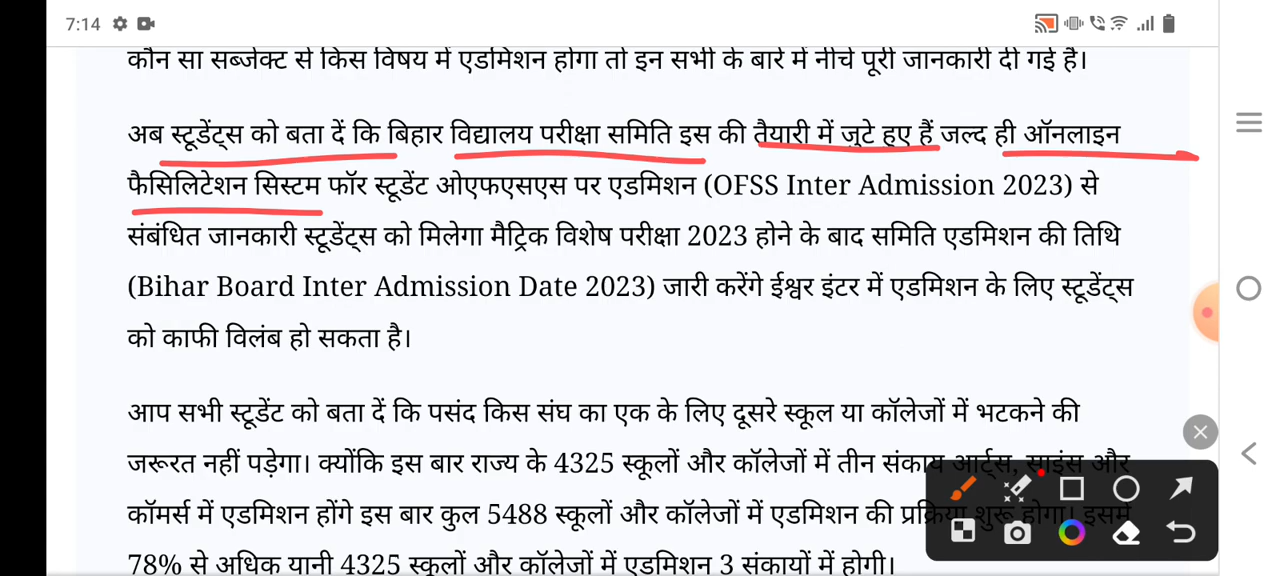 7:14
कौन सा सब्जेक्ट से किस विषय में एडमिशन होगा तो इन सभी के बारे में नीचे पूरी जानकारी दी गई है।
अब स्टूडेंट्स को बता दें कि बिहार विद्यालय परीक्षा समिति इस की तैयारी में जुटे हुए हैं जल्द ही ऑनलाइन
फैसिलिटेशन सिस्टम फॉर स्टूडेंट ओएफएसएस पर एडमिशन (OFSS Inter Admission 2023) से
संबंधित जानकारी स्टूडेंट्स को मिलेगा मैट्रिक विशेष परीक्षा 2023 होने के बाद समिति एडमिशन की तिथि
(Bihar Board Inter Admission Date 2023) जारी करेंगे ईश्वर इंटर में एडमिशन के लिए स्टूडेंट्स
को काफी विलंब हो सकता है।
आप सभी स्टूडेंट को बता दें कि पसंद किस संघ का एक के लिए दूसरे स्कूल या कॉलेजों में भटकने की
जरूरत नहीं पड़ेगा। क्योंकि इस बार राज्य के 4325 स्कूलों और कॉलेजों में तीन संकाय आर्ट्स, साइंस और
कॉमर्स में एडमिशन होंगे इस बार कुल 5488 स्कूलों और कॉलेजों में एडमिशन की प्रक्रिया शुरू होगा। इसमें
78% से अधिक यानी 4325 स्कूलों और कॉलेजों में एडमिशन 3 संकायों में होगी।